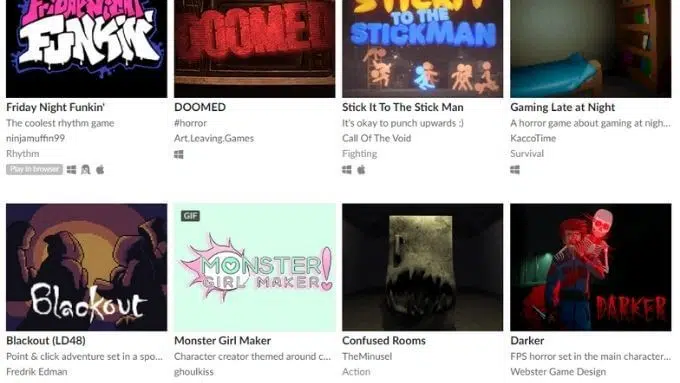 FRIDAY NIGHT
FUNKIN'
DOOMED
STICK IT
TO THE
STICKMAN
Friday Night Funkin'
DOOMED
Stick It To The Stick Man
Gaming Late at Night
The coolest rhythm game
#horror
It's okay to punch upwards :)
A horror game about gaming at nigh...
ninjamuffin99
Art.Leaving.Games
Call Of The Void
KaccoTime
Rhythm
Fighting
Survival
Play in browser
Blackout
GIF
MONSTER
GIRL MAKER!
DARKER
Blackout (LD48)
Monster Girl Maker
Confused Rooms
Darker
Point & click adventure set in a spo...
Character creator themed around c...
TheMinusel
FPS horror set in the main character...
Fredrik Edman
ghoulkiss
Action
Webster Game Design